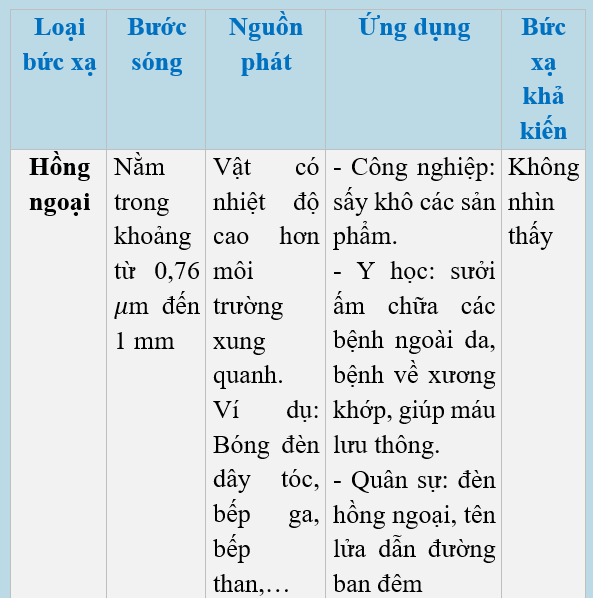 Loại
bức xạ
Bước
sóng
Nguồn
phát
Ứng dụng
Bức
xạ
khả
kiến
Hồng
ngoại
Nằm
trong
khoảng
từ 0,76
μm đến
1 mm
Vật có
nhiệt độ
cao hơn
môi
trường
xung
quanh.
Ví dụ:
Bóng đèn
dây tóc,
bếp ga,
bếp
than,…
- Công nghiệp:
sấy khô các sản
phẩm.
- Y học: sưởi
ấm chữa các
bệnh ngoài da,
bệnh về xương
khớp, giúp máu
lưu thông.
- Quân sự: đèn
hồng ngoại, tên
lửa dẫn đường
ban đêm
Không
nhìn
thấy